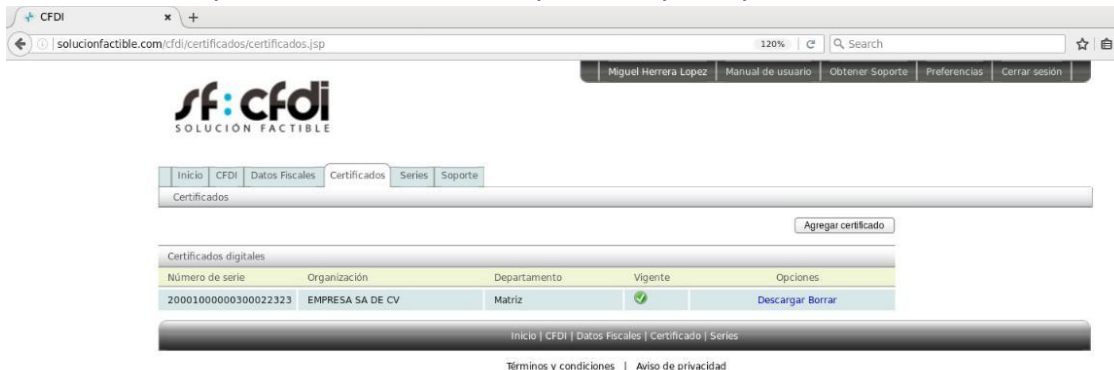 CFDI
solucionfactible.com/cfdi/certificados/certificados.jsp 120% Search
Miguel Herrera Lopez Manual de usuario Obtener Soporte Preferencias Cerrar sesión
sf:cfdi
SOLUCIÓN FACTIBLE
Inicio CFDI Datos Fiscales Certificados Series Soporte
Certificados
Agregar certificado
Certificados digitales
Número de serie Organización Departamento Vigente Opciones
20001000000300022323 EMPRESA SA DE CV Matriz Descargar Borrar
Inicio | CFDI | Datos Fiscales | Certificado | Series
Términos y condiciones | Aviso de privacidad